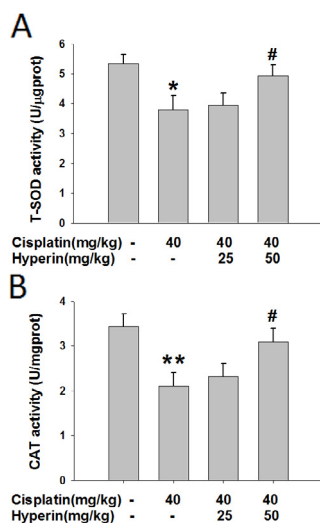 A
T-SOD activity (U/μgprot)
6
5
4
3
2
1
0
*
#
Cisplatin(mg/kg) - 40 40 40
Hyperin(mg/kg) - - 25 50
B
CAT activity (U/mgprot)
4
3
2
1
0
**
#
Cisplatin(mg/kg) - 40 40 40
Hyperin(mg/kg) - - 25 50